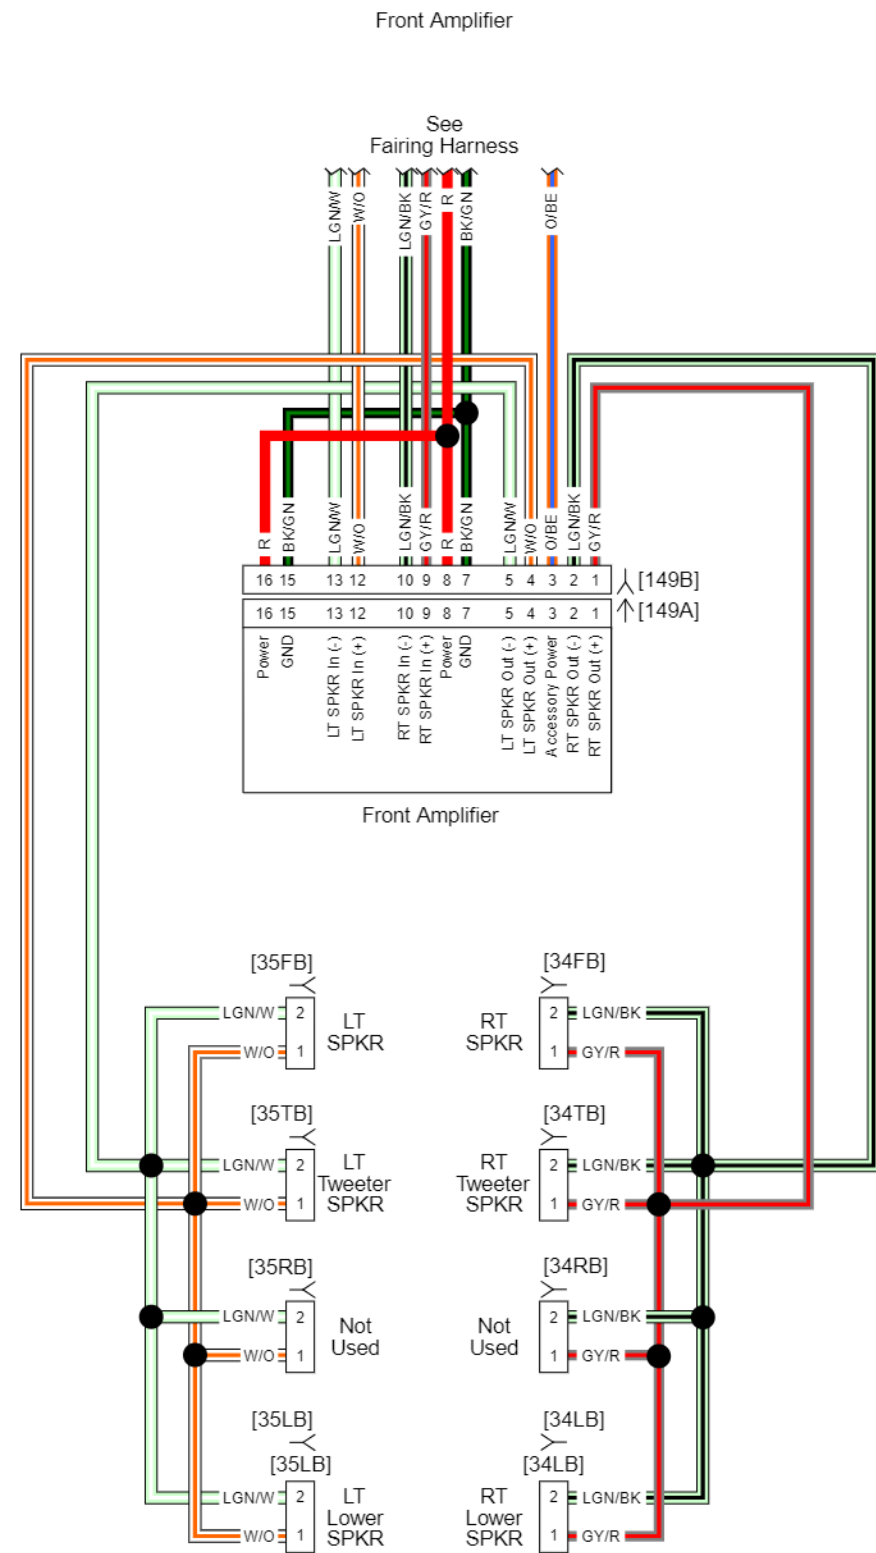 Front Amplifier
See
Fairing Harness
LGN/W W/O LGN/BK GY/R R BK/GN O/BE
R BK/GN LGN/W W/O LGN/BK GY/R R BK/GN LGN/W W/O O/BE LGN/BK GY/R
16 15 13 12 10 9 8 7 5 4 3 2 1 [149B]
16 15 13 12 10 9 8 7 5 4 3 2 1 [149A]
Power
GND
LT SPKR In (-)
LT SPKR In (+)
RT SPKR In (-)
RT SPKR In (+)
Power
GND
LT SPKR Out (-)
LT SPKR Out (+)
Accessory Power
RT SPKR Out (-)
RT SPKR Out (+)
Front Amplifier
[35FB] [34FB]
LGN/W 2 LT RT 2 LGN/BK
SPKR SPKR
W/O 1 1 GY/R
[35TB] [34TB]
LGN/W 2 LT RT 2 LGN/BK
Tweeter Tweeter
W/O 1 SPKR SPKR 1 GY/R
[35RB] [34RB]
LGN/W 2 Not Not 2 LGN/BK
Used Used
W/O 1 1 GY/R
[35LB] [34LB]
[35LB] [34LB]
LGN/W 2 LT RT 2 LGN/BK
Lower Lower
W/O 1 SPKR SPKR 1 GY/R